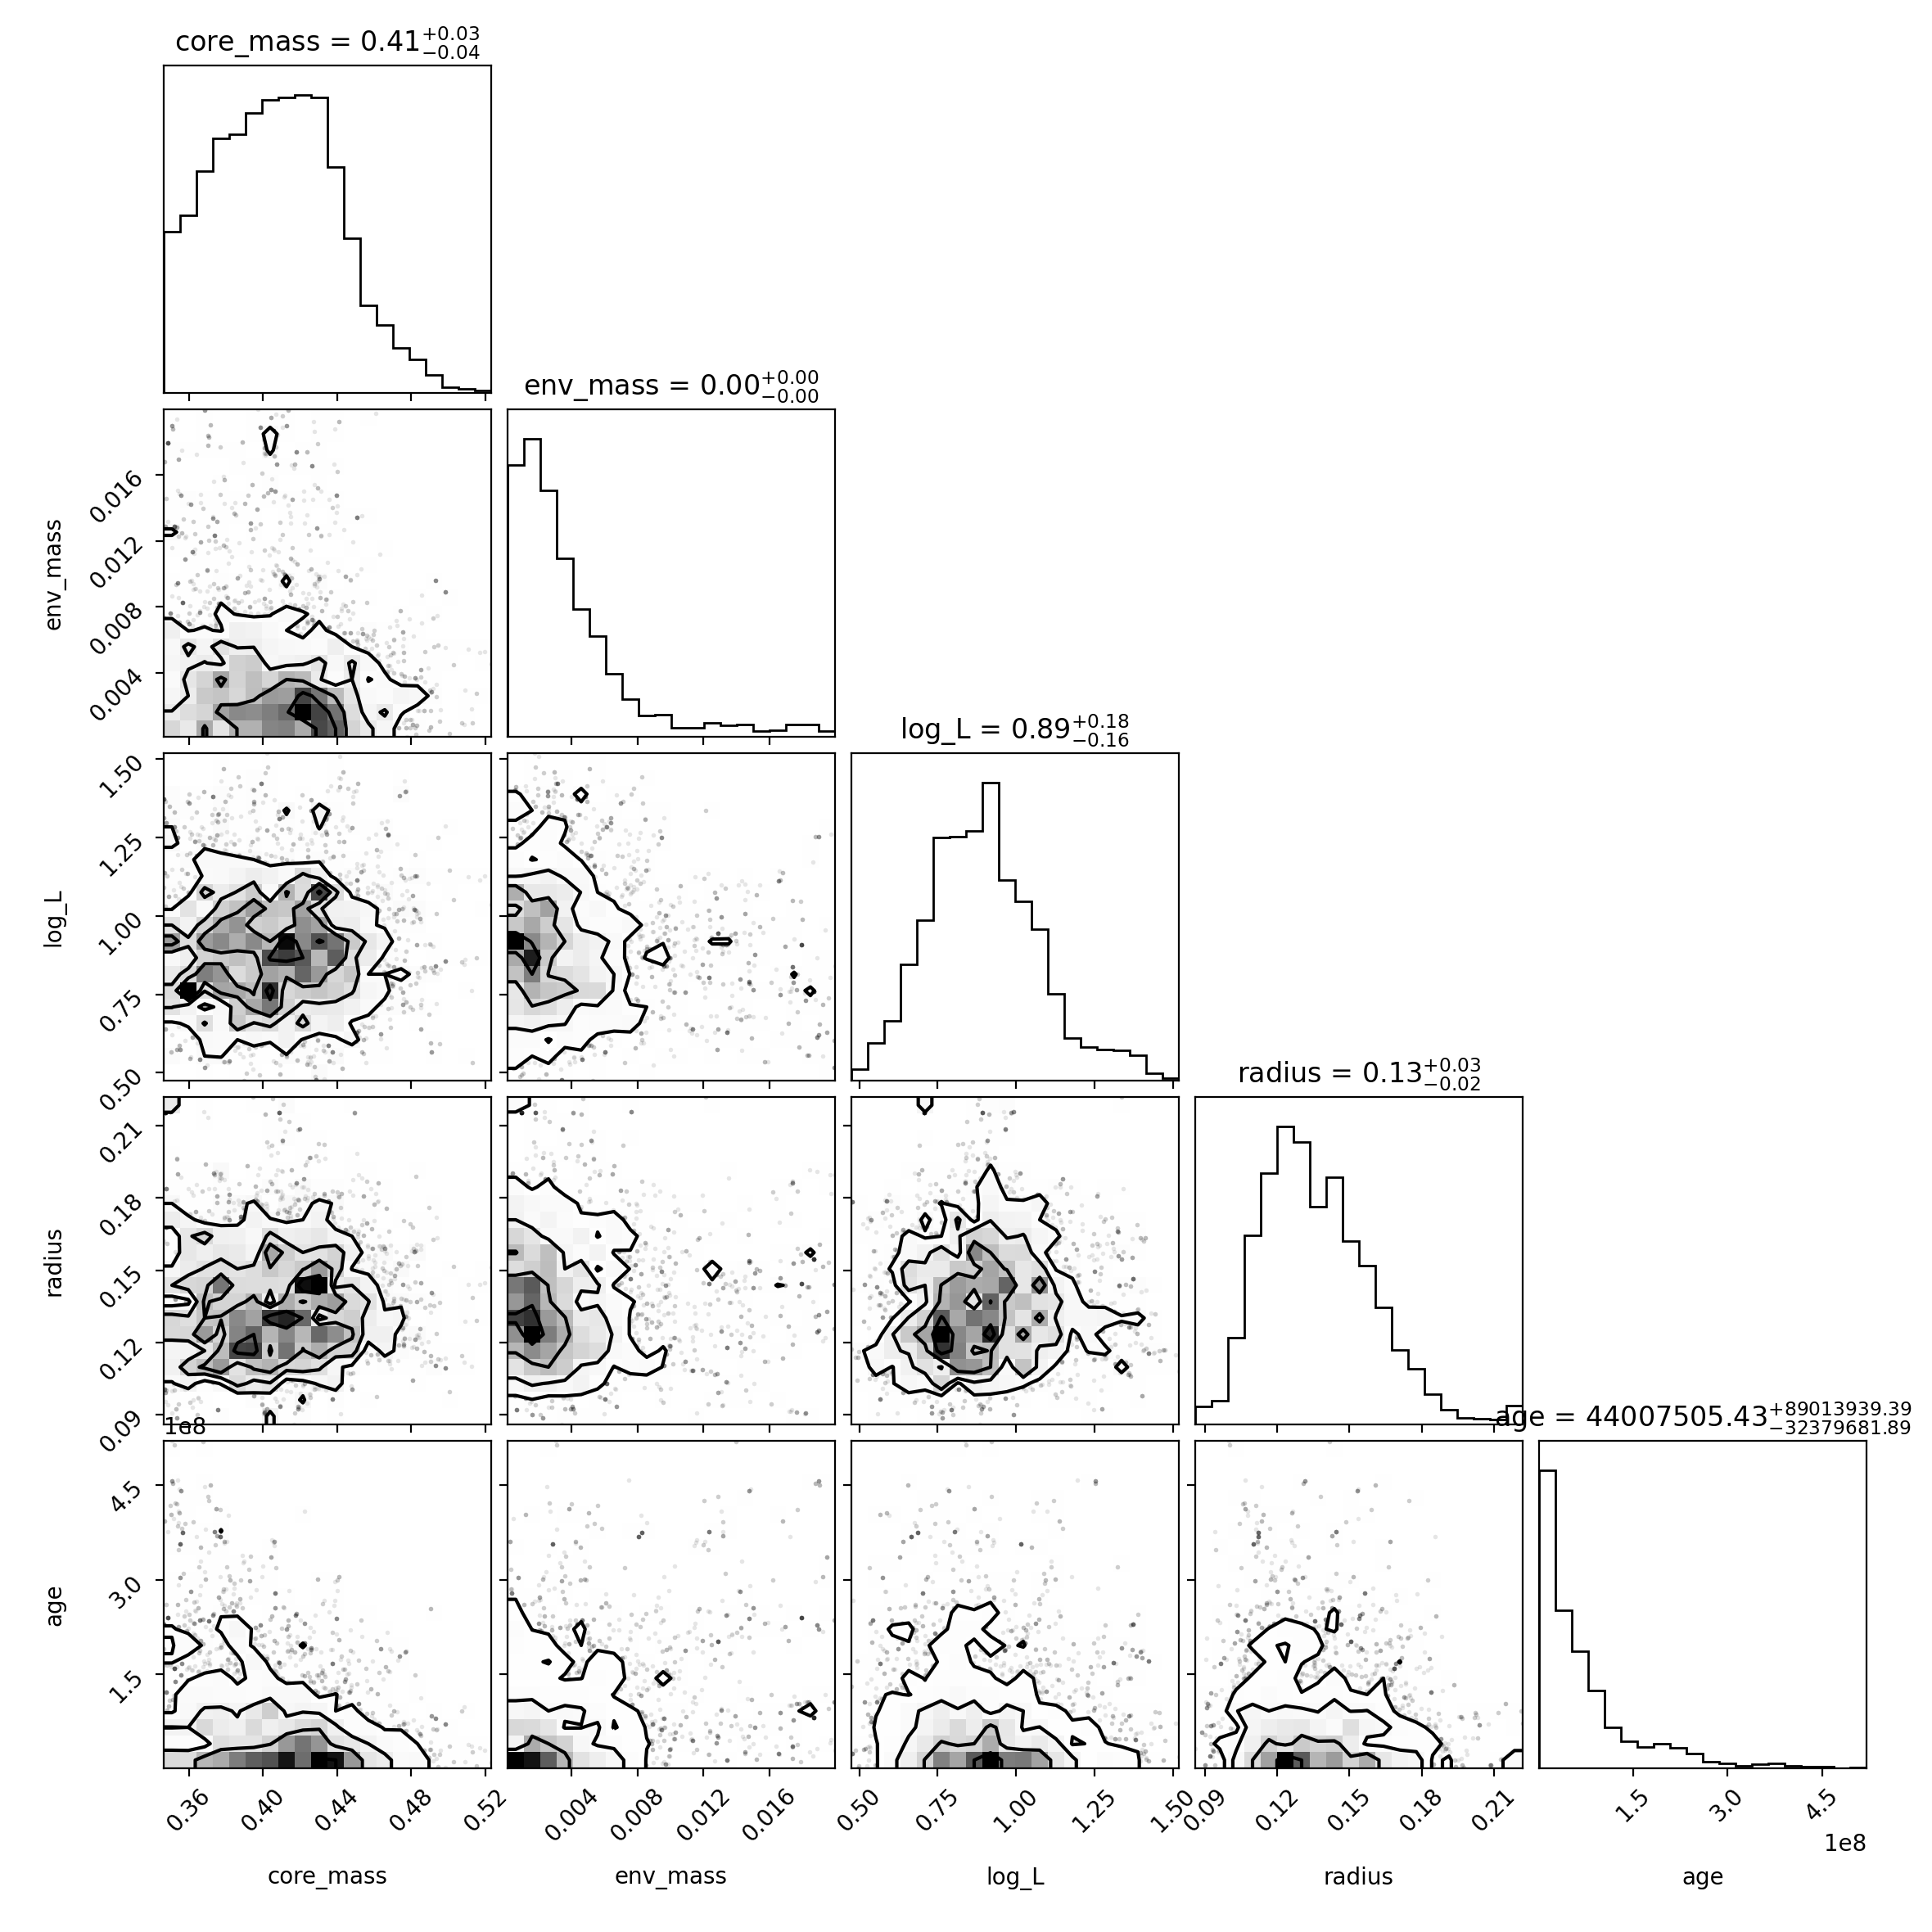 core_mass = 0.41+0.03−0.04
env_mass = 0.00+0.00−0.00
0.016
0.012
0.008
0.004
env_mass
log_L = 0.89+0.18−0.16
1.50
1.25
1.00
0.75
0.50
log_L
radius = 0.13+0.03−0.02
0.21
0.18
0.15
0.12
0.09
radius
1e8
age = 44007505.43+89013939.39−32379681.89
4.5
3.0
1.5
age
0.36 0.40 0.44 0.48 0.52
0.004 0.008 0.012 0.016
0.50 0.75 1.00 1.25 1.50
0.09 0.12 0.15 0.18 0.21
1.5 3.0 4.5
1e8
core_mass env_mass log_L radius age